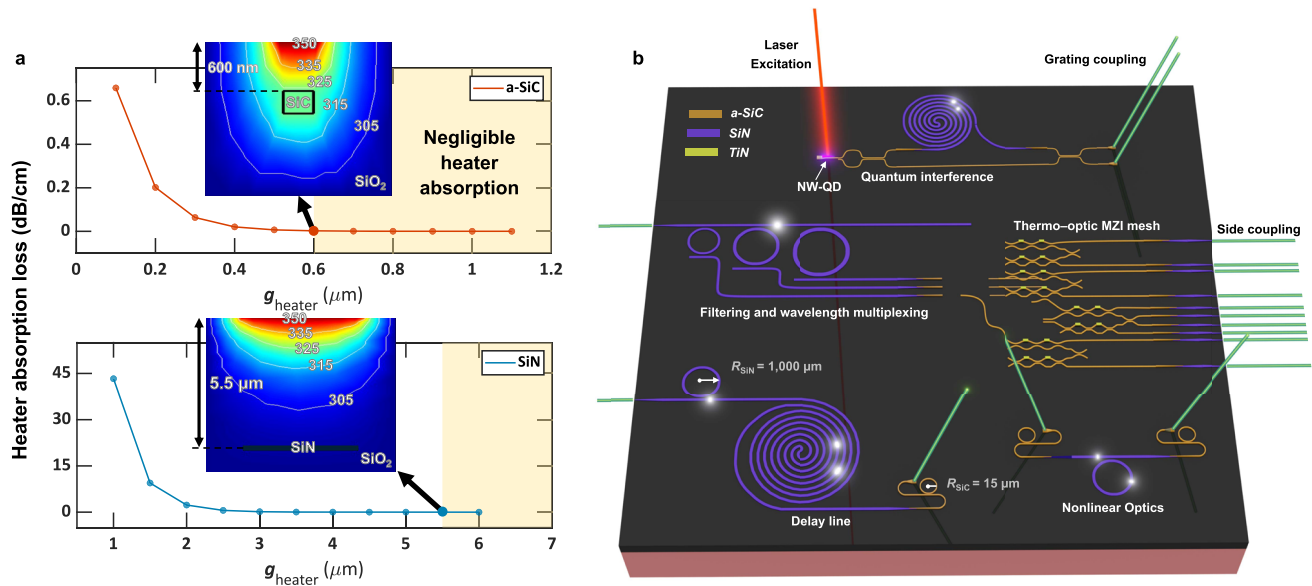 a
Heater absorption loss (dB/cm)
0.6
0.4
0.2
0
0
0.2
0.4
0.6
0.8
1
1.2
g heater (μm)
a-SiC
Negligible
heater
absorption
600 nm
350
335
325
315
305
SiC
SiO2
45
30
15
0
1
2
3
4
5
6
7
g heater (μm)
SiN
5.5 μm
350
335
325
315
305
SiN
SiO2
b
Laser
Excitation
Grating coupling
a-SiC
SiN
TiN
NW-QD
Quantum interference
Thermo–optic MZI mesh
Side coupling
Filtering and wavelength multiplexing
RSiN = 1,000 μm
RSiC = 15 μm
Delay line
Nonlinear Optics